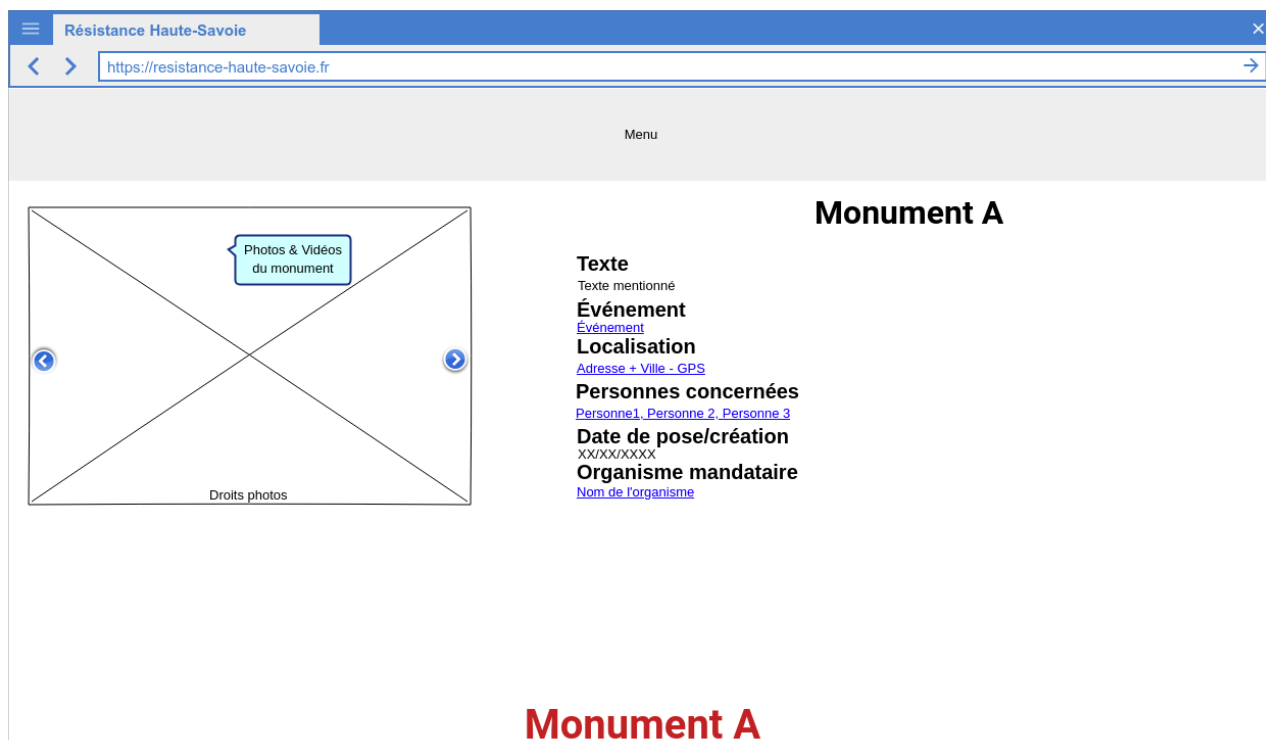 Résistance Haute-Savoie
https://resistance-haute-savoie.fr
Menu
Photos & Vidéos
du monument
Droits photos
Monument A
Texte
Texte mentionné
Événement
Événement
Localisation
Adresse + Ville - GPS
Personnes concernées
Personne1, Personne 2, Personne 3
Date de pose/création
XX/XX/XXXX
Organisme mandataire
Nom de l'organisme
Monument A